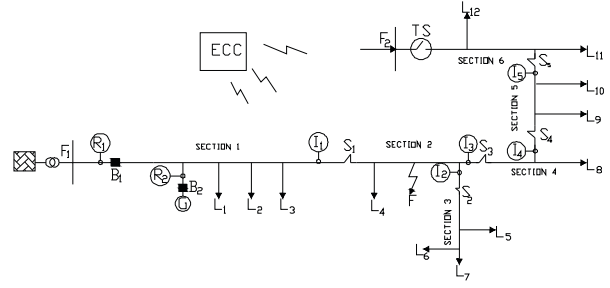 L12
F2
TS
ECC
SECTION 6
L11
I5
S5
L10
SECTION 5
L9
S4
I4
F1
R1
SECTION 1
I1
S1
SECTION 2
I3
S3
L8
SECTION 4
B1
R2
B2
G1
L1
L2
L3
L4
F
I2
S2
SECTION 3
L5
L6
L7